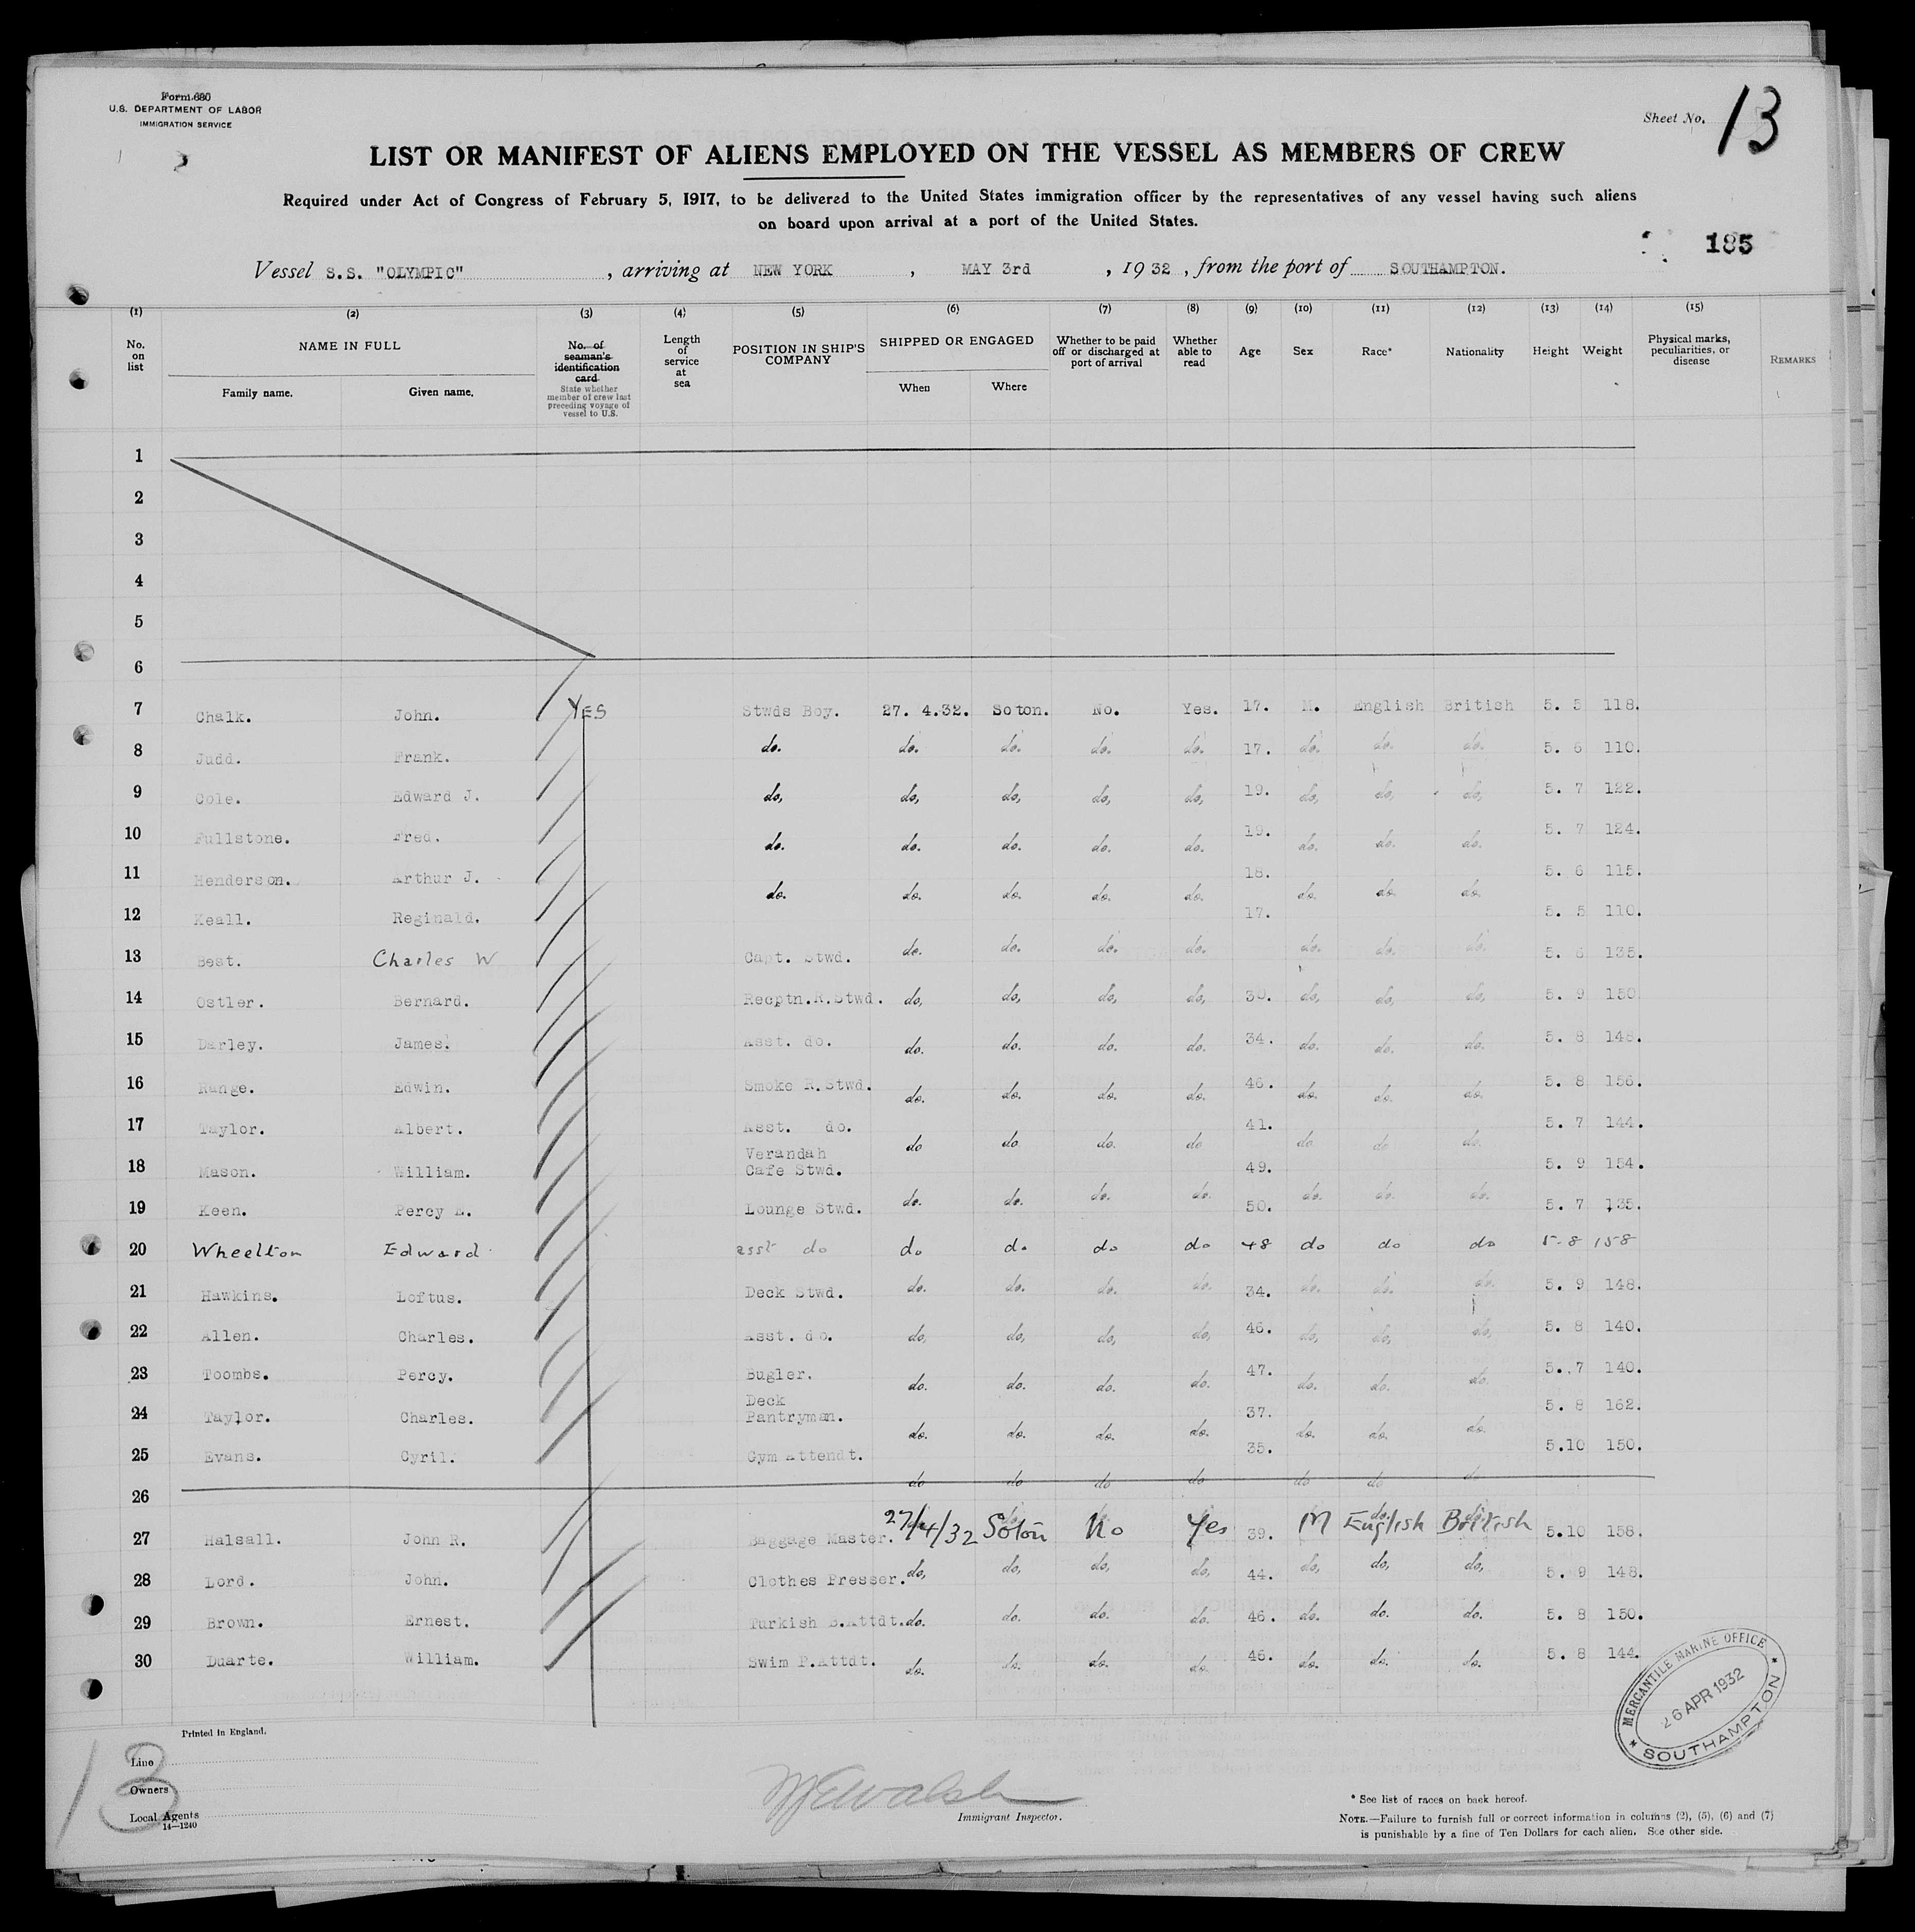 Form 680
U.S. DEPARTMENT OF LABOR
IMMIGRATION SERVICE
Sheet No. 13
LIST OR MANIFEST OF ALIENS EMPLOYED ON THE VESSEL AS MEMBERS OF CREW
Required under Act of Congress of February 5, 1917, to be delivered to the United States immigration officer by the representatives of any vessel having such aliens
on board upon arrival at a port of the United States.
185
Vessel S.S. "OLYMPIC" , arriving at NEW YORK , MAY 3rd , 1932 , from the port of SOUTHAMPTON.
(1) (2) (3) (4) (5) (6) (7) (8) (9) (10) (11) (12) (13) (14) (15)
No. on list
NAME IN FULL
Family name. Given name.
No. of seaman's identification card
State whether member of crew last preceding voyage of vessel to U.S.
Length of service at sea
POSITION IN SHIP'S COMPANY
SHIPPED OR ENGAGED
When Where
Whether to be paid off or discharged at port of arrival
Whether able to read
Age Sex Race* Nationality Height Weight
Physical marks, peculiarities, or disease
REMARKS
1
2
3
4
5
6
7 Chalk. John. YES Stwds Boy. 27. 4.32. Soton. No. Yes. 17. M. English British 5. 5 118.
8 Judd. Frank. do. do. do. do. do. 17. do. do. do. 5. 6 110.
9 Cole. Edward J. do, do, do, do, do, 19. do, do, do, 5. 7 122.
10 Fullstone. Fred. do. do. do. do. do. 19. do. do. do. 5. 7 124.
11 Henderson. Arthur J. do. do. do. do. do. 18. do. do. do. 5. 6 115.
12 Keall. Reginald. 17. 5. 5 110.
13 Best. Charles W Capt. Stwd. do. do. do. do. do. do. do. 5. 6 135.
14 Ostler. Bernard. Recptn.R.Stwd. do, do, do, do, 39. do, do, do, 5. 9 150
15 Darley. James. Asst. do. do. do. do. do. 34. do. do. do. 5. 8 148.
16 Range. Edwin. Smoke R.Stwd. do. do. do. do. 46. do. do. do. 5. 8 156.
17 Taylor. Albert. Asst. do. do do do. do 41. do do do. 5. 7 144.
18 Mason. William. Verandah Cafe Stwd. 49. 5. 9 154.
19 Keen. Percy E. Lounge Stwd. do. do. do. do. 50. do. do. do. 5. 7 135.
20 Wheelton Edward asst do do do do do 48 do do do 5-8 158
21 Hawkins. Loftus. Deck Stwd. do. do. do. do. 34. do. do. do. 5. 9 148.
22 Allen. Charles. Asst. do. do, do, do, do, 46. do, do, do, 5. 8 140.
23 Toombs. Percy. Bugler. do. do. do. do. 47. do. do. do. 5. 7 140.
24 Taylor. Charles. Deck Pantryman. do. do. do. do. 37. do. do. do. 5. 8 162.
25 Evans. Cyril. Gym Attendt. do do do do 35. do do do 5.10 150.
26
27 Halsall. John R. Baggage Master. 27/4/32 Soton No Yes 39. M English British 5.10 158.
28 Lord. John. Clothes Presser. do, do, do, do, 44. do, do, do, 5. 9 148.
29 Brown. Ernest. Turkish B.Attdt. do. do. do. do. 46. do. do. do. 5. 8 150.
30 Duarte. William. Swim P.Attdt. do. do. do. do. 45. do. do. do. 5. 8 144.
MERCANTILE MARINE OFFICE
26 APR 1932
SOUTHAMPTON
Printed in England.
13
Line
Owners
Local Agents
14—1240
Immigrant Inspector.
* See list of races on back hereof.
NOTE.—Failure to furnish full or correct information in columns (2), (5), (6) and (7)
is punishable by a fine of Ten Dollars for each alien. See other side.